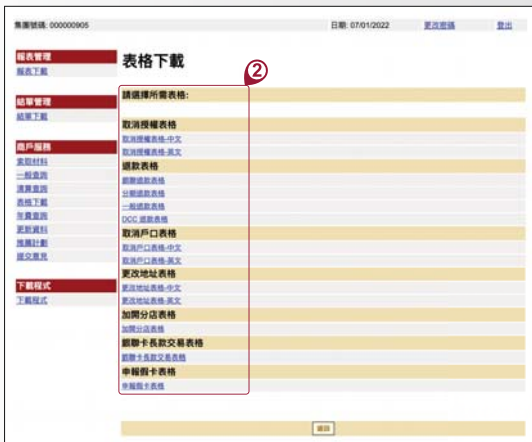 集團號碼: 000000905
日期: 07/01/2022
更改密碼
登出
報表管理
報表下載
結單管理
結單下載
商戶服務
索取材料
一般查詢
清算查詢
表格下載
年費查詢
更新資料
推薦計劃
提交意見
下載程式
下載程式
表格下載
2
請選擇所需表格:
取消授權表格
取消授權表格-中文
取消授權表格-英文
退款表格
銀聯退款表格
分期退款表格
一般退款表格
DCC 退款表格
取消戶口表格
取消戶口表格-中文
取消戶口表格-英文
更改地址表格
更改地址表格-中文
更改地址表格-英文
加開分店表格
加開分店表格
銀聯卡長款交易表格
銀聯卡長款交易表格
申報假卡表格
申報假卡表格
返回